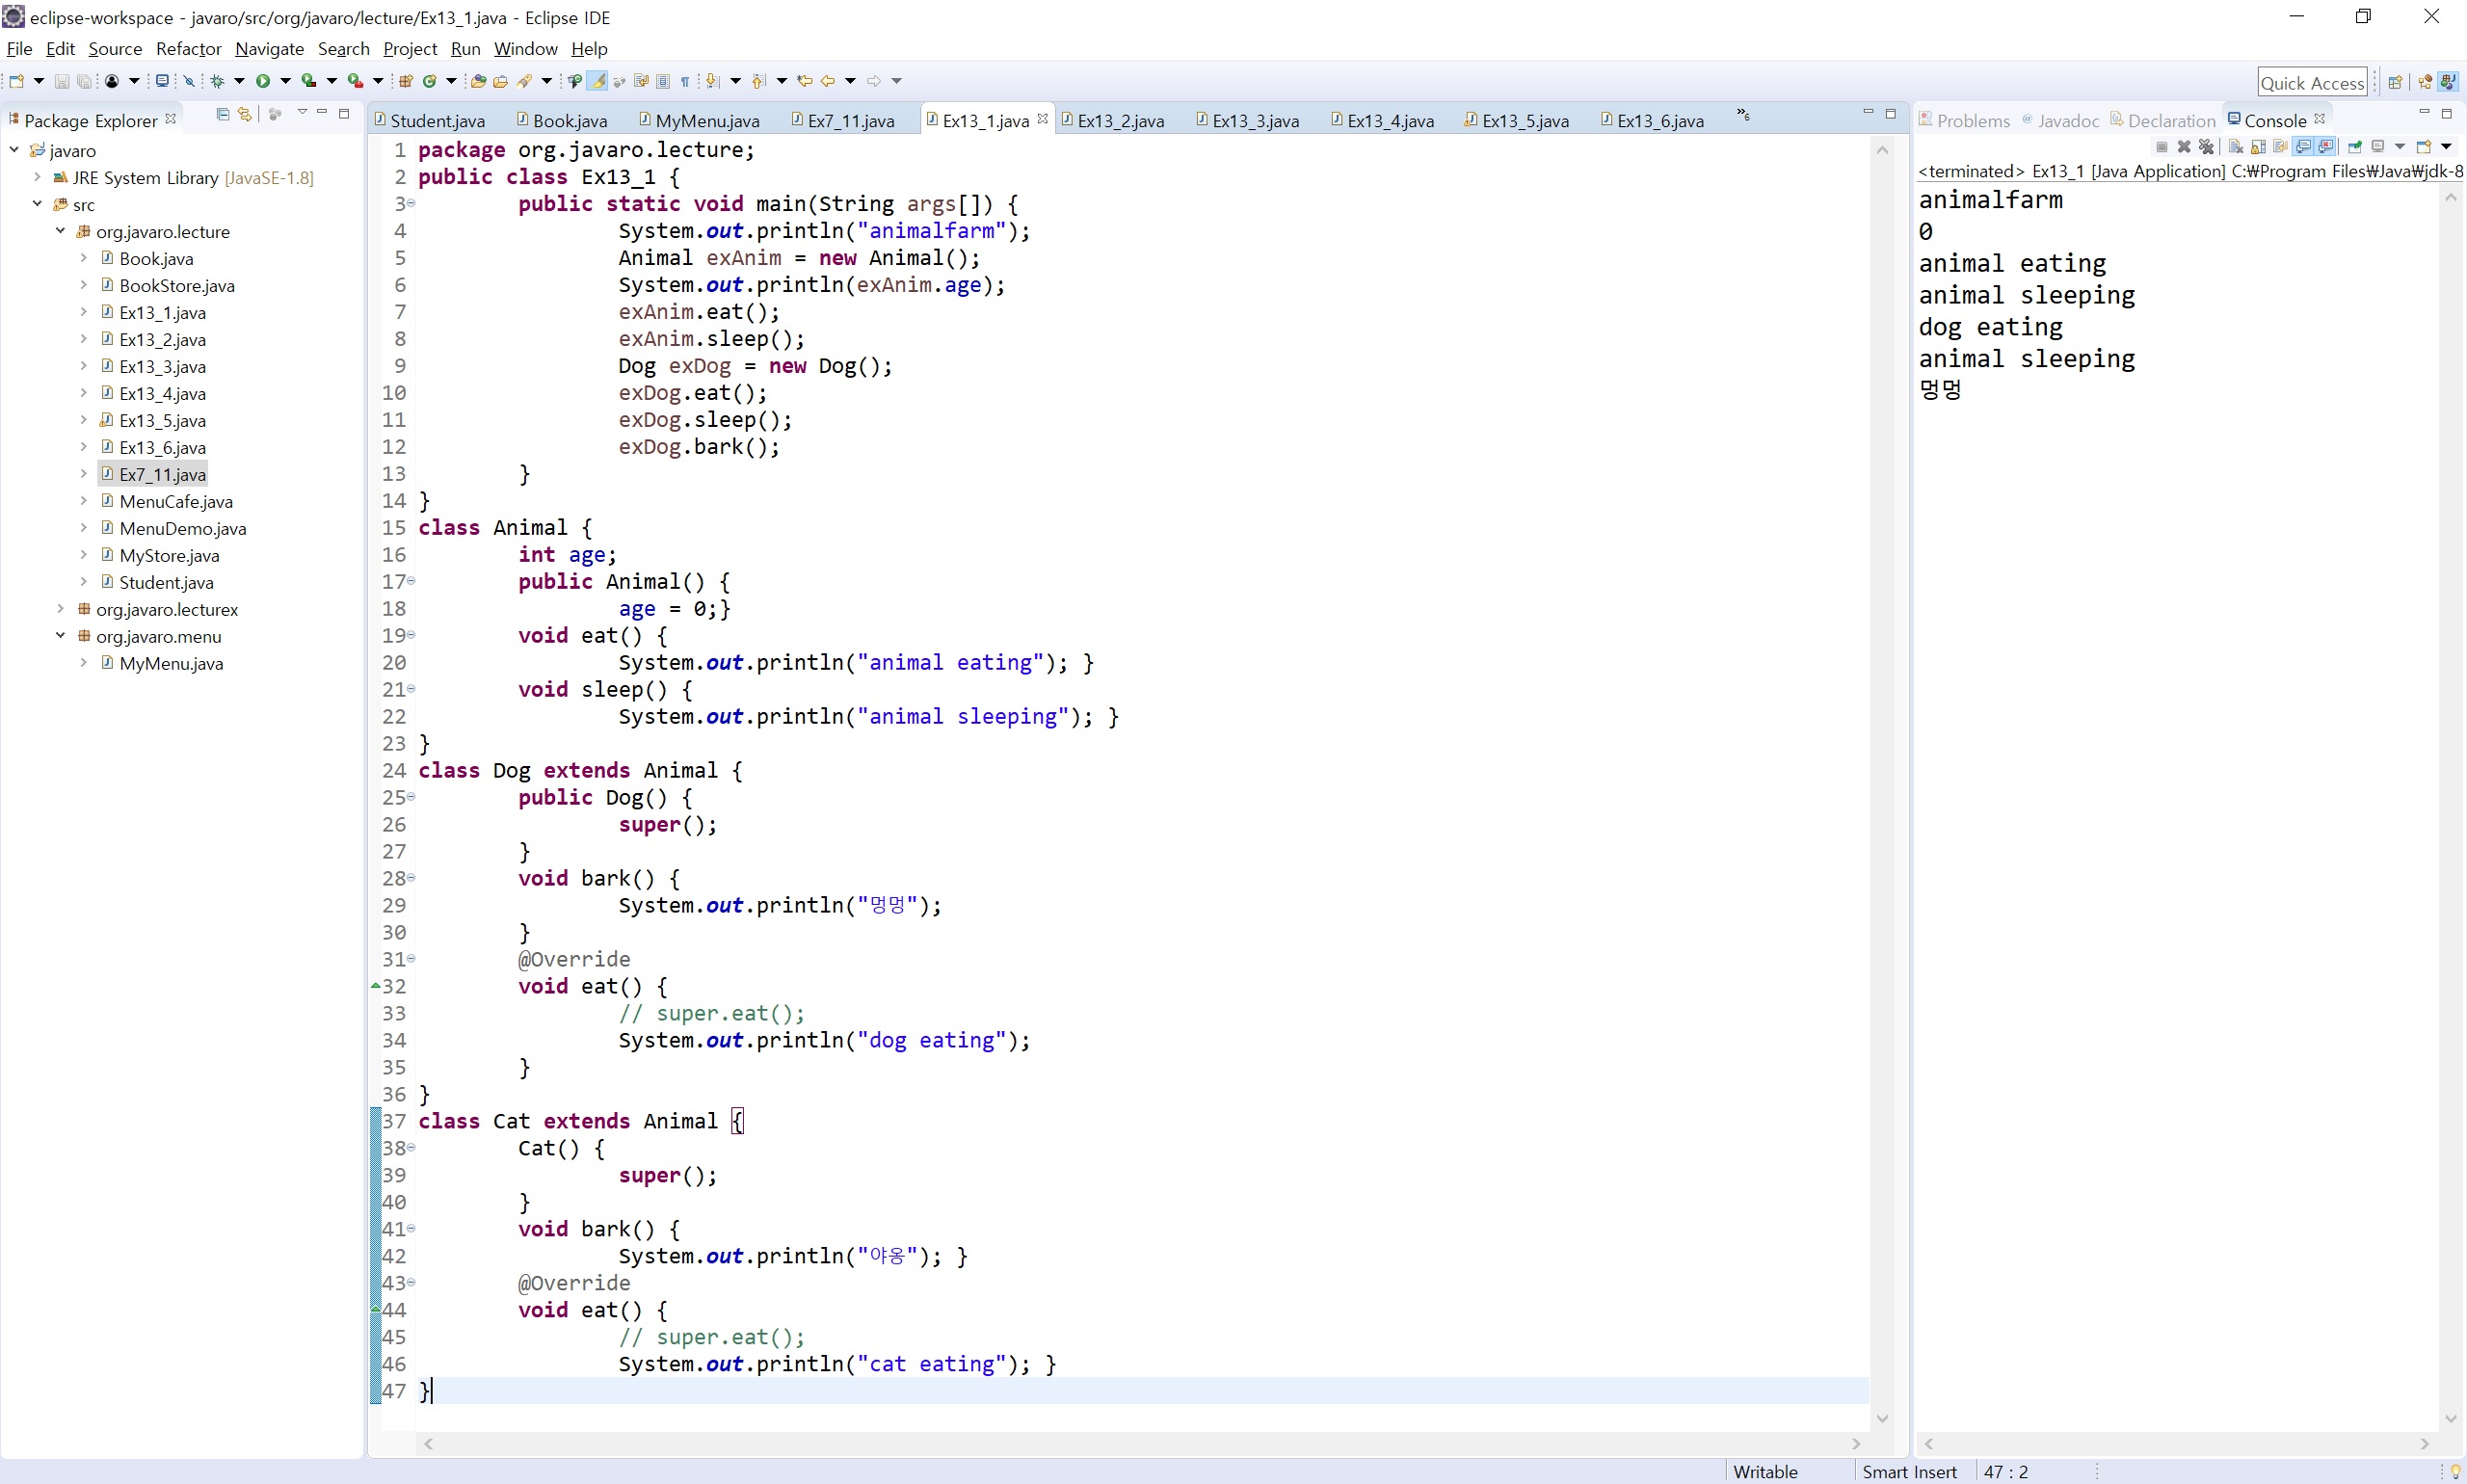 eclipse-workspace - javaro/src/org/javaro/lecture/Ex13_1.java - Eclipse IDE
File Edit Source Refactor Navigate Search Project Run Window Help
Quick Access
Package Explorer
javaro
JRE System Library [JavaSE-1.8]
src
org.javaro.lecture
Book.java
BookStore.java
Ex13_1.java
Ex13_2.java
Ex13_3.java
Ex13_4.java
Ex13_5.java
Ex13_6.java
Ex7_11.java
MenuCafe.java
MenuDemo.java
MyStore.java
Student.java
org.javaro.lecturex
org.javaro.menu
MyMenu.java
Student.java Book.java MyMenu.java Ex7_11.java Ex13_1.java Ex13_2.java Ex13_3.java Ex13_4.java Ex13_5.java Ex13_6.java »6
1 package org.javaro.lecture;
2 public class Ex13_1 {
3 public static void main(String args[]) {
4 System.out.println("animalfarm");
5 Animal exAnim = new Animal();
6 System.out.println(exAnim.age);
7 exAnim.eat();
8 exAnim.sleep();
9 Dog exDog = new Dog();
10 exDog.eat();
11 exDog.sleep();
12 exDog.bark();
13 }
14 }
15 class Animal {
16 int age;
17 public Animal() {
18 age = 0;}
19 void eat() {
20 System.out.println("animal eating"); }
21 void sleep() {
22 System.out.println("animal sleeping"); }
23 }
24 class Dog extends Animal {
25 public Dog() {
26 super();
27 }
28 void bark() {
29 System.out.println("멍멍");
30 }
31 @Override
32 void eat() {
33 // super.eat();
34 System.out.println("dog eating");
35 }
36 }
37 class Cat extends Animal {
38 Cat() {
39 super();
40 }
41 void bark() {
42 System.out.println("야옹"); }
43 @Override
44 void eat() {
45 // super.eat();
46 System.out.println("cat eating"); }
47 }
Problems Javadoc Declaration Console
<terminated> Ex13_1 [Java Application] C:₩Program Files₩Java₩jdk-8
animalfarm
0
animal eating
animal sleeping
dog eating
animal sleeping
멍멍
Writable Smart Insert 47 : 2